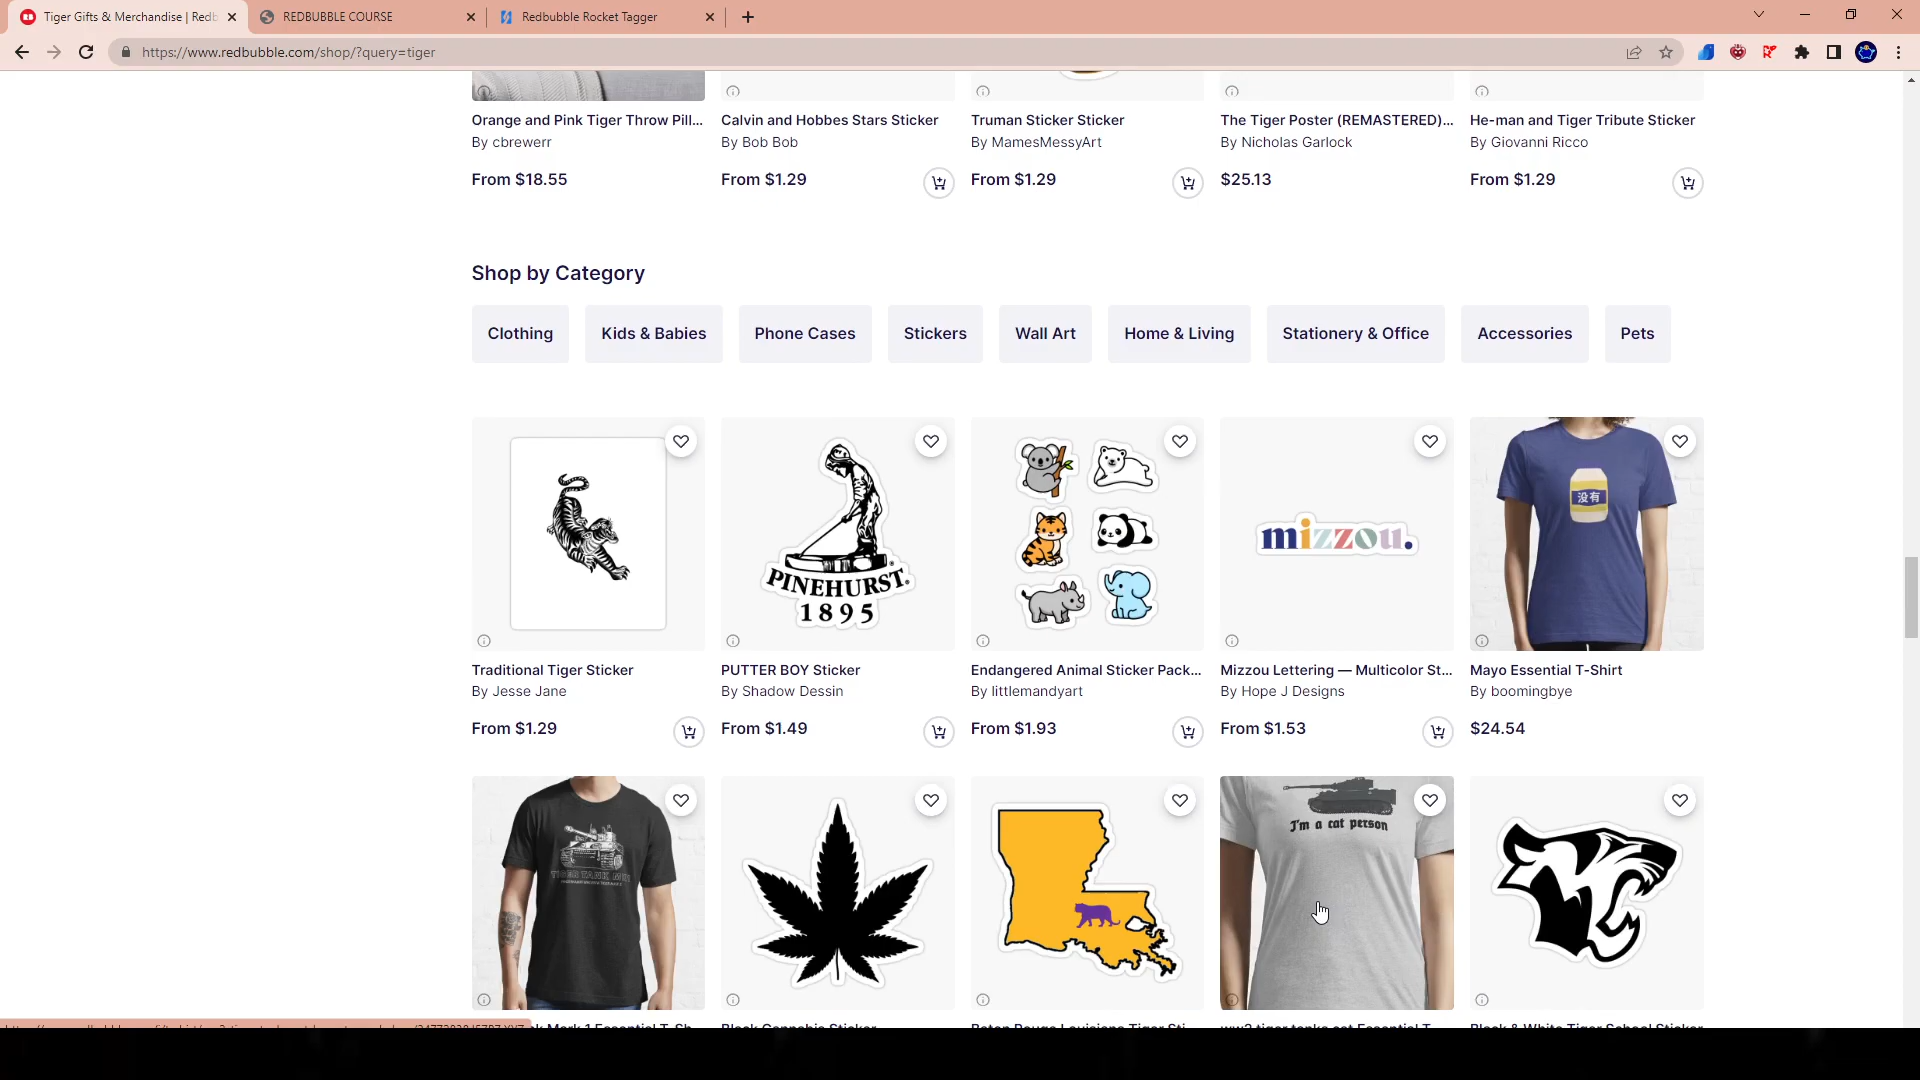 Tiger Gifts & Merchandise | Redb
REDBUBBLE COURSE
Redbubble Rocket Tagger
https://www.redbubble.com/shop/?query=tiger
Orange and Pink Tiger Throw Pill...
By cbrewerr
From $18.55
Calvin and Hobbes Stars Sticker
By Bob Bob
From $1.29
Truman Sticker Sticker
By MamesMessyArt
From $1.29
The Tiger Poster (REMASTERED)...
By Nicholas Garlock
$25.13
He-man and Tiger Tribute Sticker
By Giovanni Ricco
From $1.29
Shop by Category
Clothing
Kids & Babies
Phone Cases
Stickers
Wall Art
Home & Living
Stationery & Office
Accessories
Pets
PINEHURST.
1895
mizzou.
没有
Traditional Tiger Sticker
By Jesse Jane
From $1.29
PUTTER BOY Sticker
By Shadow Dessin
From $1.49
Endangered Animal Sticker Pack...
By littlemandyart
From $1.93
Mizzou Lettering — Multicolor St...
By Hope J Designs
From $1.53
Mayo Essential T-Shirt
By boomingbye
$24.54
TIGER TANK
I'm a cat person